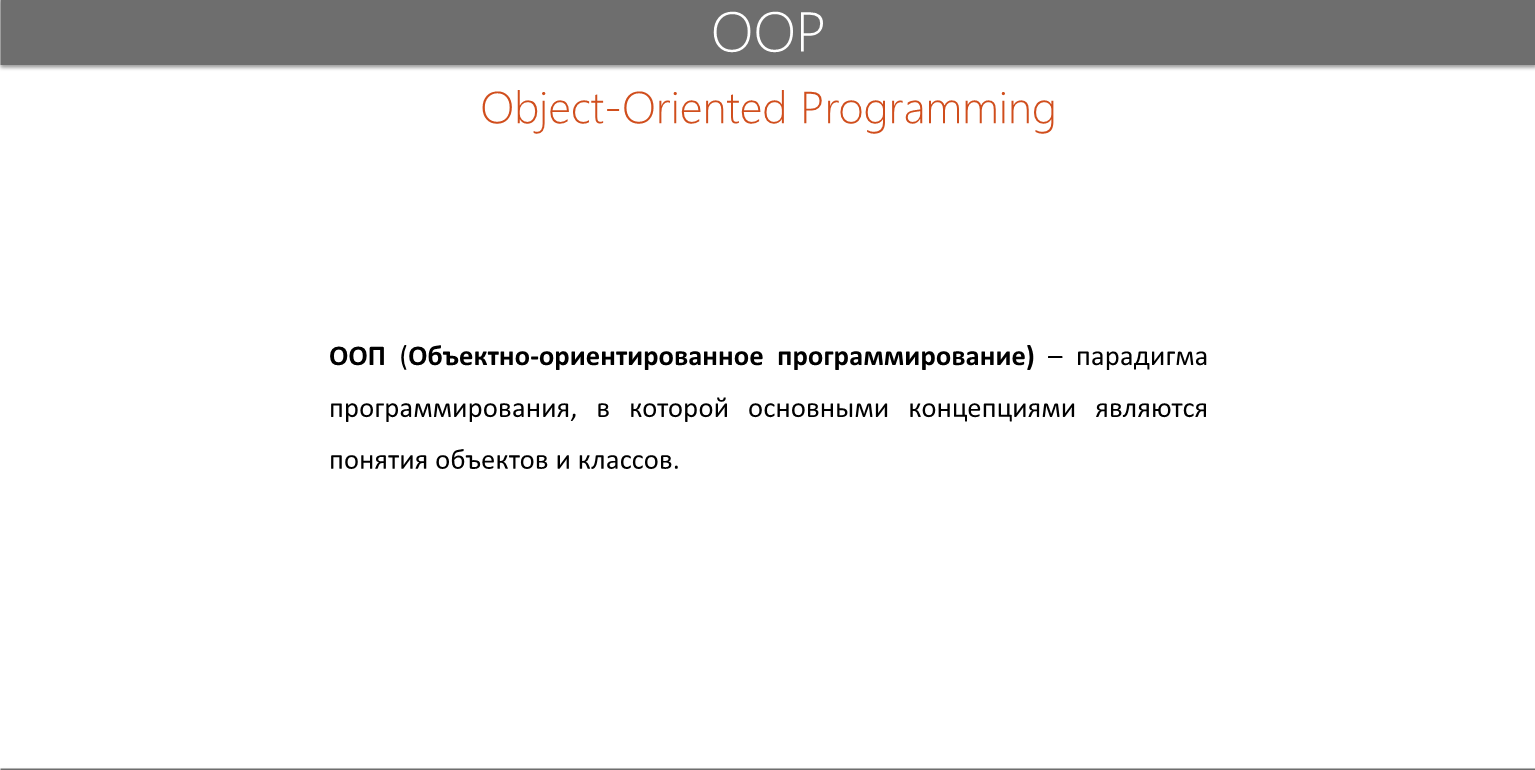 OOP
Object-Oriented Programming
ООП (Объектно-ориентированное программирование) – парадигма
программирования, в которой основными концепциями являются
понятия объектов и классов.